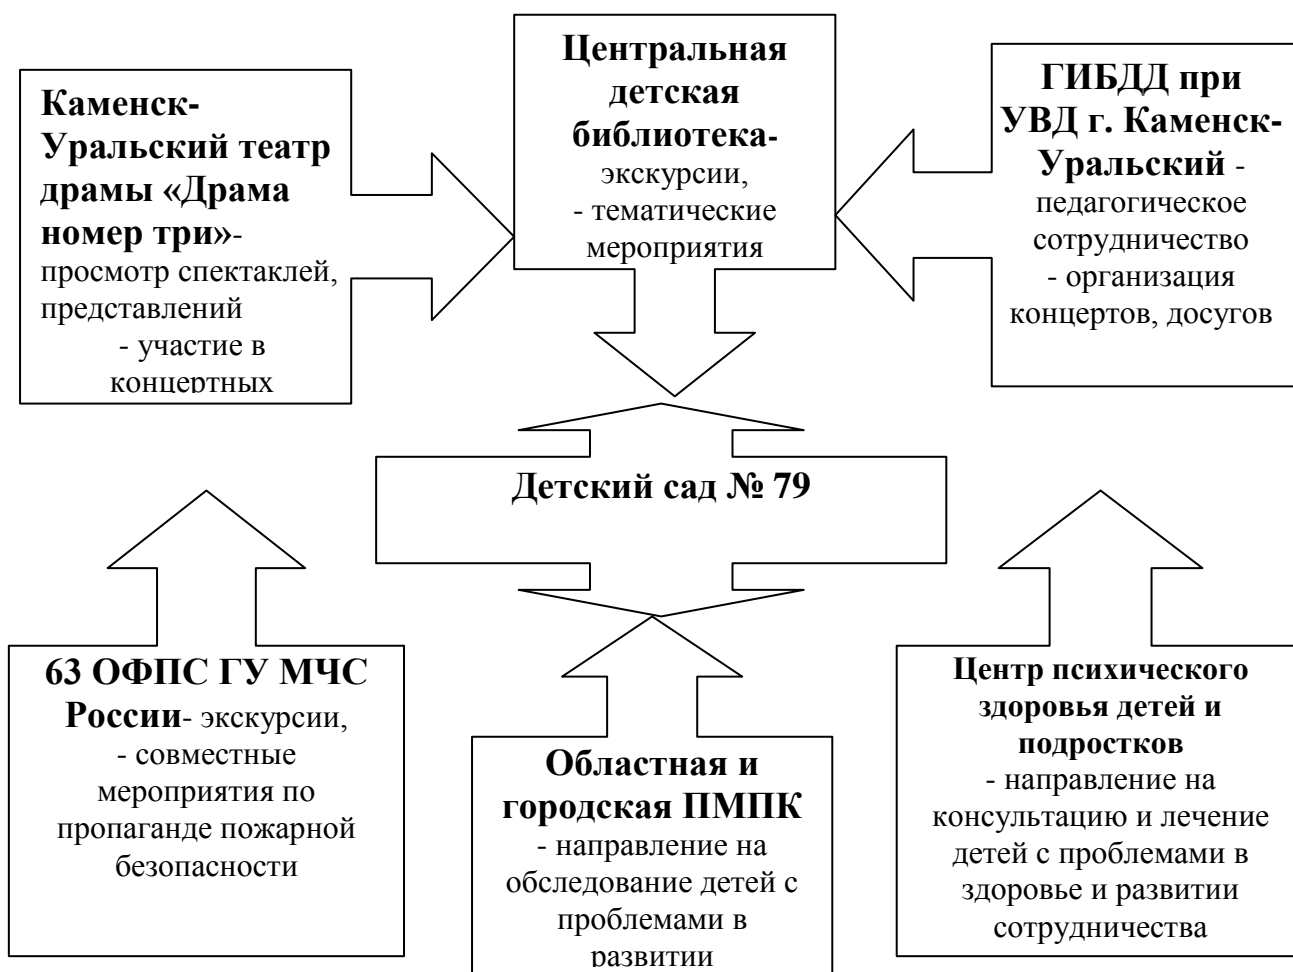 Каменск-
Уральский театр
драмы «Драма
номер три»-
просмотр спектаклей,
представлений
- участие в
концертных
Центральная
детская
библиотека-
экскурсии,
- тематические
мероприятия
ГИБДД при
УВД г. Каменск-
Уральский -
педагогическое
сотрудничество
- организация
концертов, досугов
Детский сад № 79
63 ОФПС ГУ МЧС
России- экскурсии,
- совместные
мероприятия по
пропаганде пожарной
безопасности
Областная и
городская ПМПК
- направление на
обследование детей с
проблемами в
развитии
Центр психического
здоровья детей и
подростков
- направление на
консультацию и лечение
детей с проблемами в
здоровье и развитии
сотрудничества